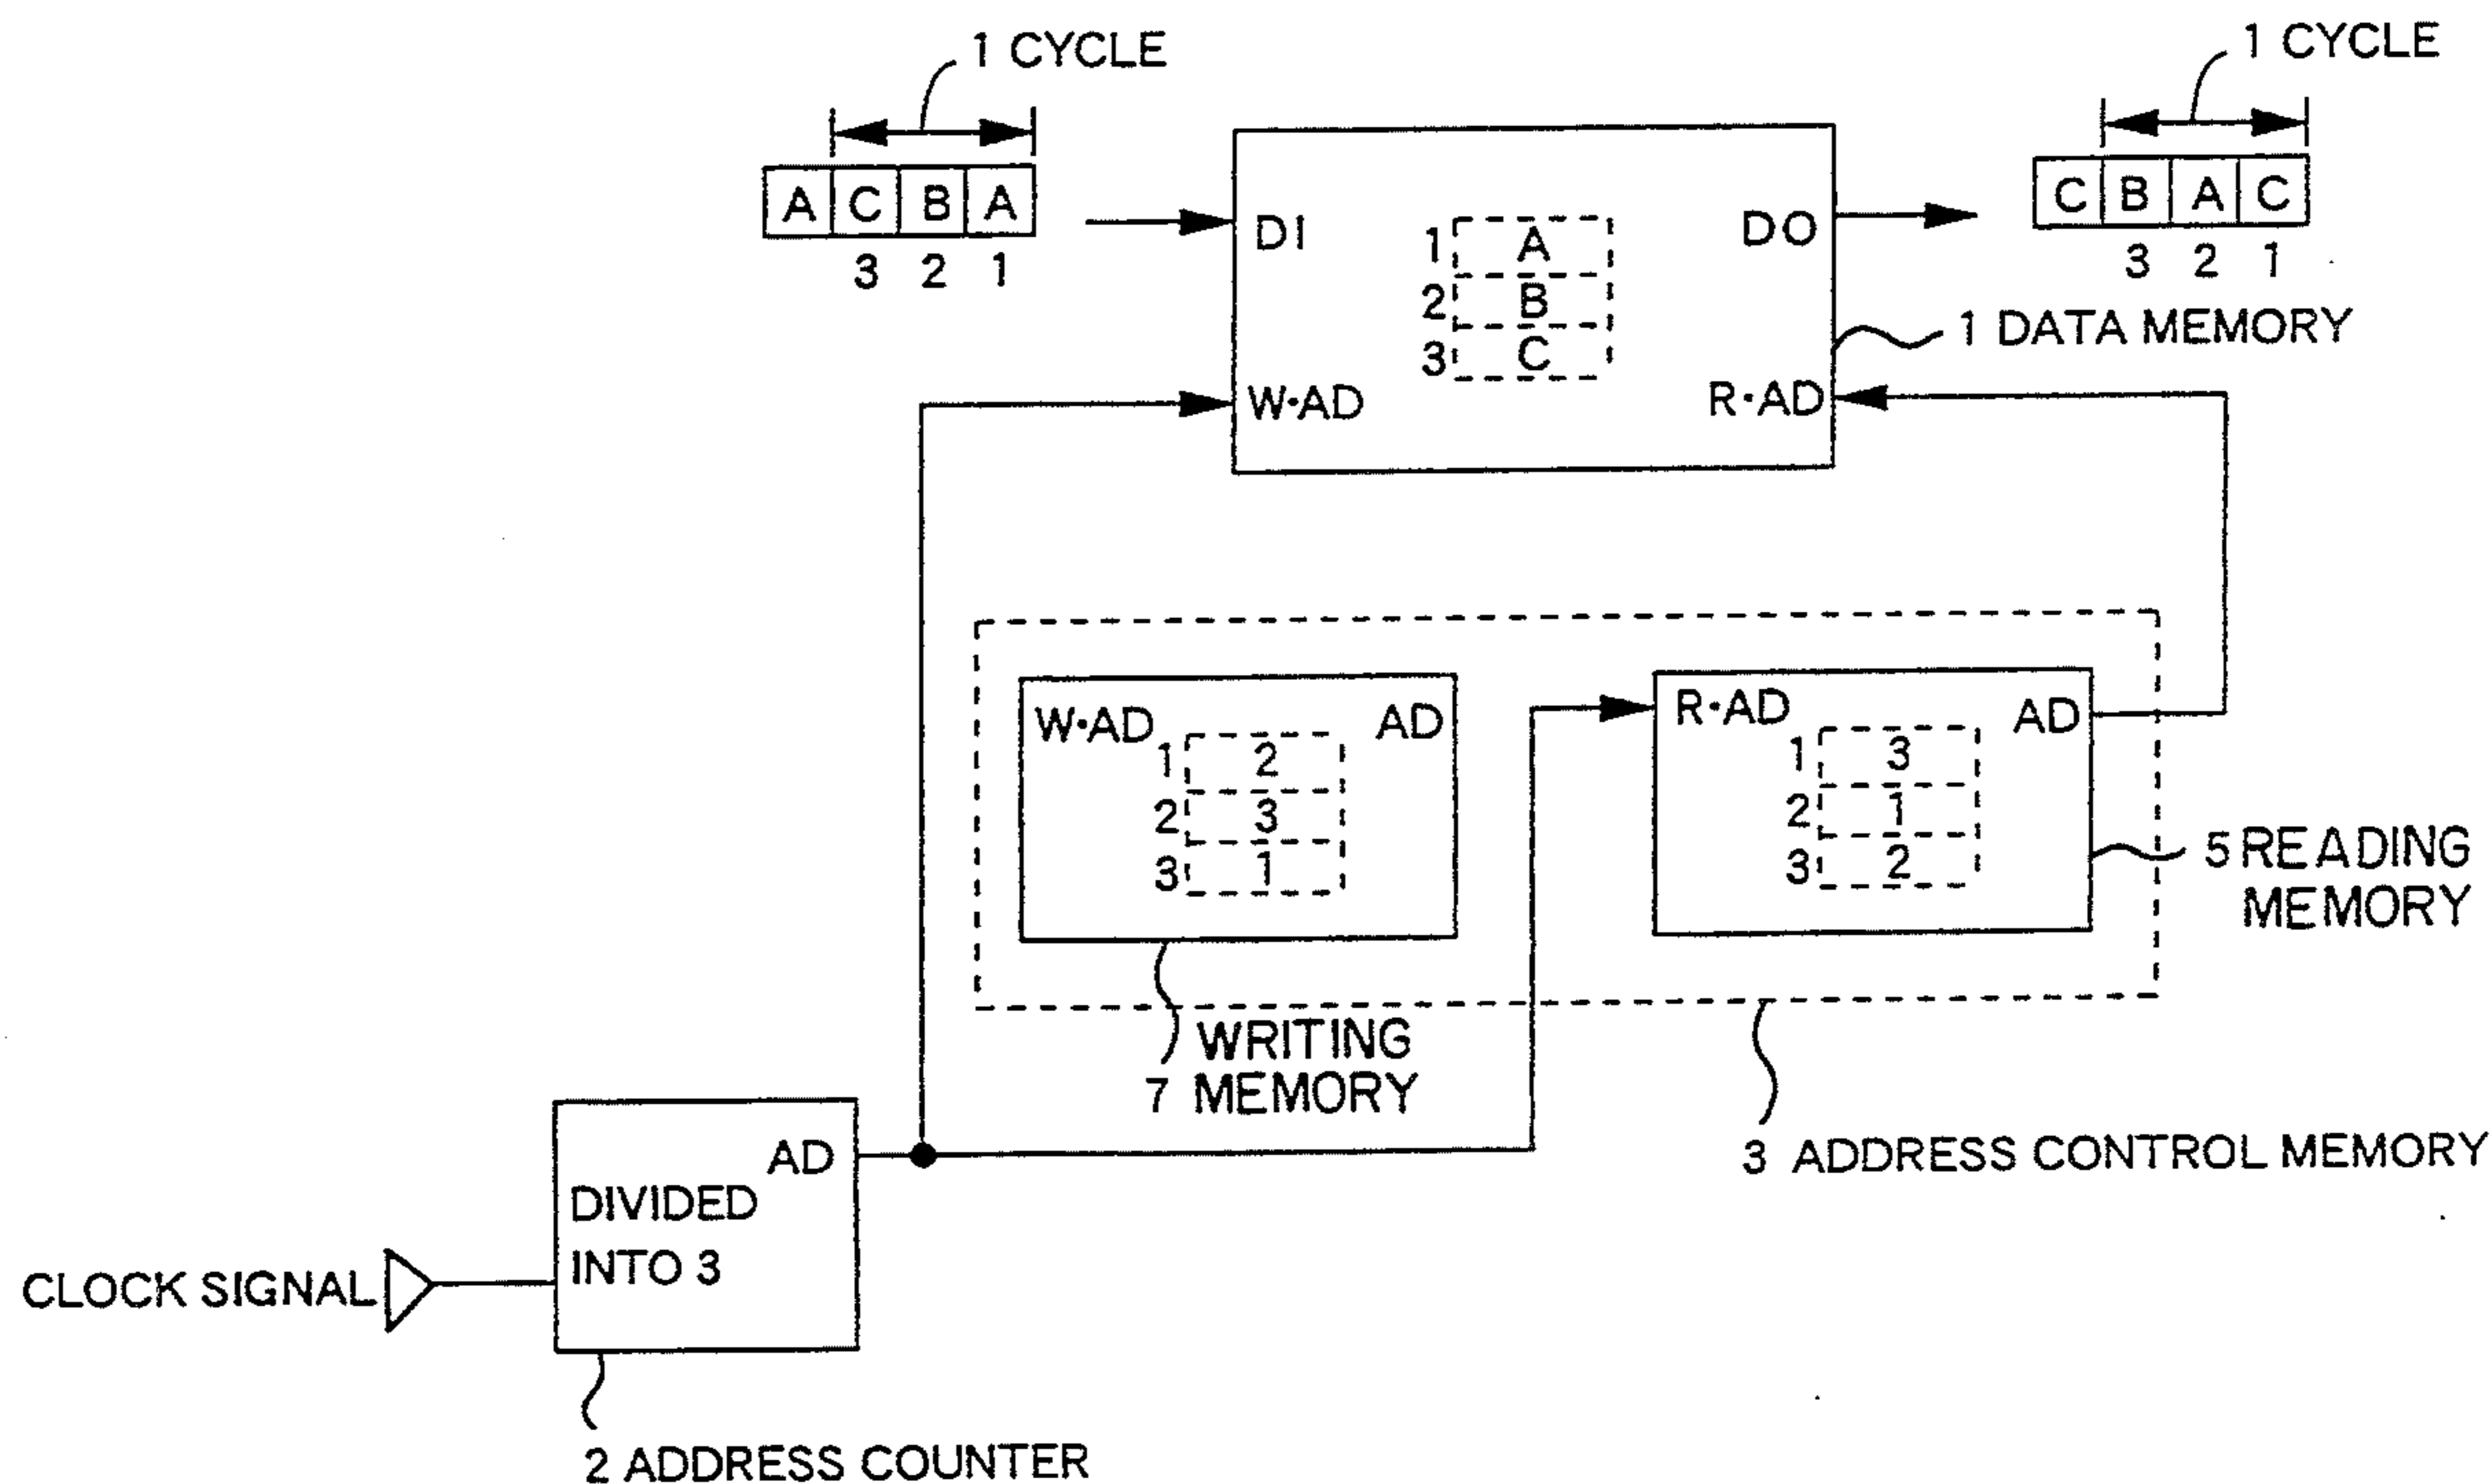 1 CYCLE
1 CYCLE
A C B A
3 2 1
C B A C
3 2 1
DI
DO
1 A
2 B
3 C
1 DATA MEMORY
W·AD
R·AD
W·AD
AD
1 2
2 3
3 1
R·AD
AD
1 3
2 1
3 2
5 READING
MEMORY
WRITING
7 MEMORY
3 ADDRESS CONTROL MEMORY
AD
DIVIDED
INTO 3
CLOCK SIGNAL
2 ADDRESS COUNTER